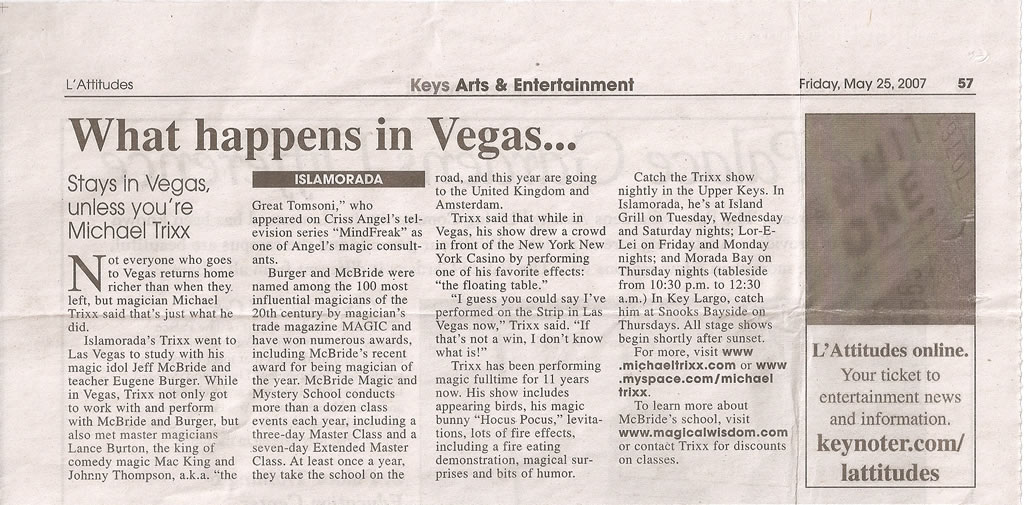 L'Attitudes
Keys Arts & Entertainment
Friday, May 25, 2007 57
What happens in Vegas...
Stays in Vegas,
unless you're
Michael Trixx
Not everyone who goes
to Vegas returns home
richer than when they
left, but magician Michael
Trixx said that's just what he
did.
Islamorada's Trixx went to
Las Vegas to study with his
magic idol Jeff McBride and
teacher Eugene Burger. While
in Vegas, Trixx not only got
to work with and perform
with McBride and Burger, but
also met master magicians
Lance Burton, the king of
comedy magic Mac King and
Johnny Thompson, a.k.a. "the
ISLAMORADA
Great Tomsoni," who
appeared on Criss Angel's tel-
evision series "MindFreak" as
one of Angel's magic consult-
ants.
Burger and McBride were
named among the 100 most
influential magicians of the
20th century by magician's
trade magazine MAGIC and
have won numerous awards,
including McBride's recent
award for being magician of
the year. McBride Magic and
Mystery School conducts
more than a dozen class
events each year, including a
three-day Master Class and a
seven-day Extended Master
Class. At least once a year,
they take the school on the
road, and this year are going
to the United Kingdom and
Amsterdam.
Trixx said that while in
Vegas, his show drew a crowd
in front of the New York New
York Casino by performing
one of his favorite effects:
"the floating table."
"I guess you could say I've
performed on the Strip in Las
Vegas now," Trixx said. "If
that's not a win, I don't know
what is!"
Trixx has been performing
magic fulltime for 11 years
now. His show includes
appearing birds, his magic
bunny "Hocus Pocus," levita-
tions, lots of fire effects,
including a fire eating
demonstration, magical sur-
prises and bits of humor.
Catch the Trixx show
nightly in the Upper Keys. In
Islamorada, he's at Island
Grill on Tuesday, Wednesday
and Saturday nights; Lor-E-
Lei on Friday and Monday
nights; and Morada Bay on
Thursday nights (tableside
from 10:30 p.m. to 12:30
a.m.) In Key Largo, catch
him at Snooks Bayside on
Thursdays. All stage shows
begin shortly after sunset.
For more, visit www
.michaeltrixx.com or www
.myspace.com/michael
trixx.
To learn more about
McBride's school, visit
www.magicalwisdom.com
or contact Trixx for discounts
on classes.
L'Attitudes online.
Your ticket to
entertainment news
and information.
keynoter.com/
lattitudes